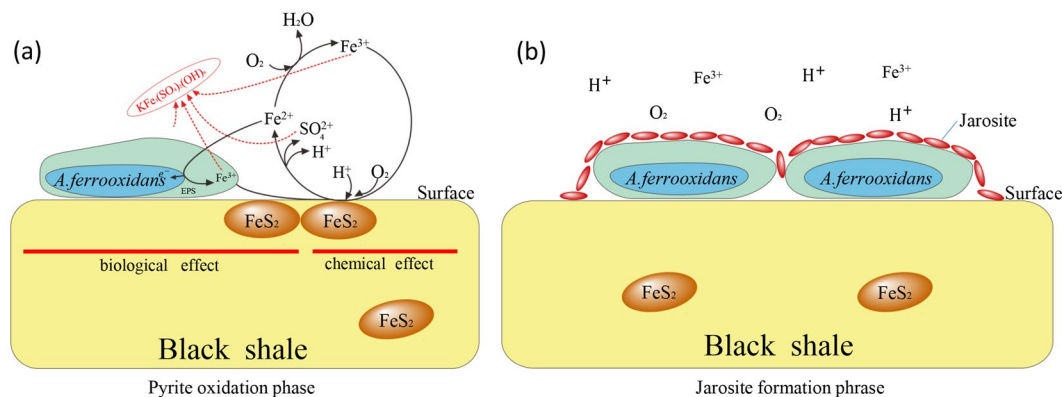 (a)
H₂O
O₂
Fe³⁺
KFe₃(SO₄)₂(OH)₆
Fe²⁺
SO₄²⁺
H⁺
A.ferrooxidans
e⁻
EPS
Fe³⁺
H⁺
O₂
Surface
FeS₂
FeS₂
biological effect
chemical effect
FeS₂
Black shale
Pyrite oxidation phase
(b)
H⁺
Fe³⁺
H⁺
Fe³⁺
O₂
O₂
H⁺
Jarosite
A.ferrooxidans
A.ferrooxidans
Surface
FeS₂
FeS₂
Black shale
Jarosite formation phrase